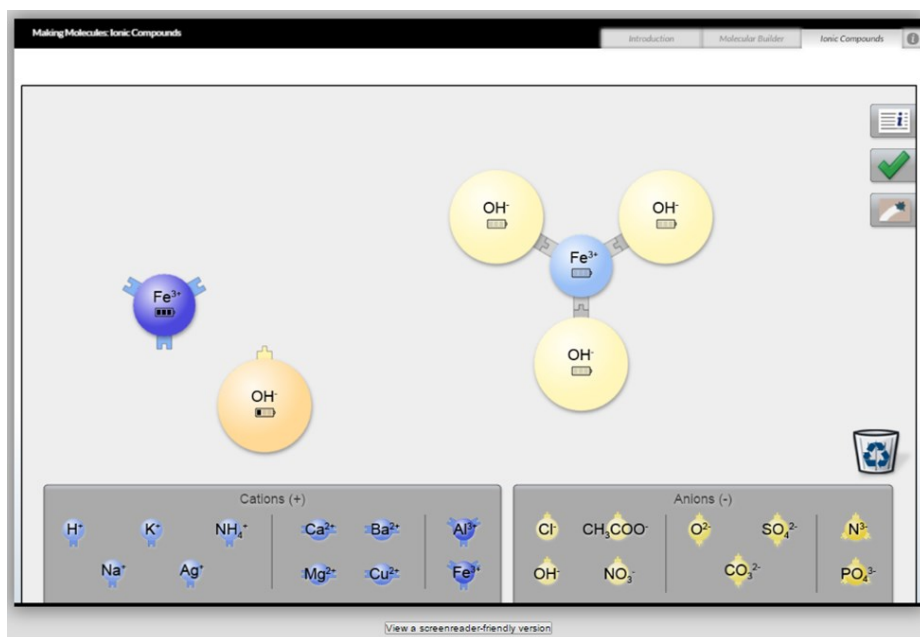 Making Molecules: Ionic Compounds
Introduction
Molecular Builder
Ionic Compounds
i
i
OH⁻
OH⁻
Fe³⁺
Fe³⁺
OH⁻
OH⁻
Cations (+)
H⁺ K⁺ NH₄⁺ Ca²⁺ Ba²⁺ Al³⁺
Na⁺ Ag⁺ Mg²⁺ Cu²⁺ Fe³⁺
Anions (-)
Cl⁻ CH₃COO⁻ O²⁻ SO₄²⁻ N³⁻
OH⁻ NO₃⁻ CO₃²⁻ PO₄³⁻
View a screenreader-friendly version